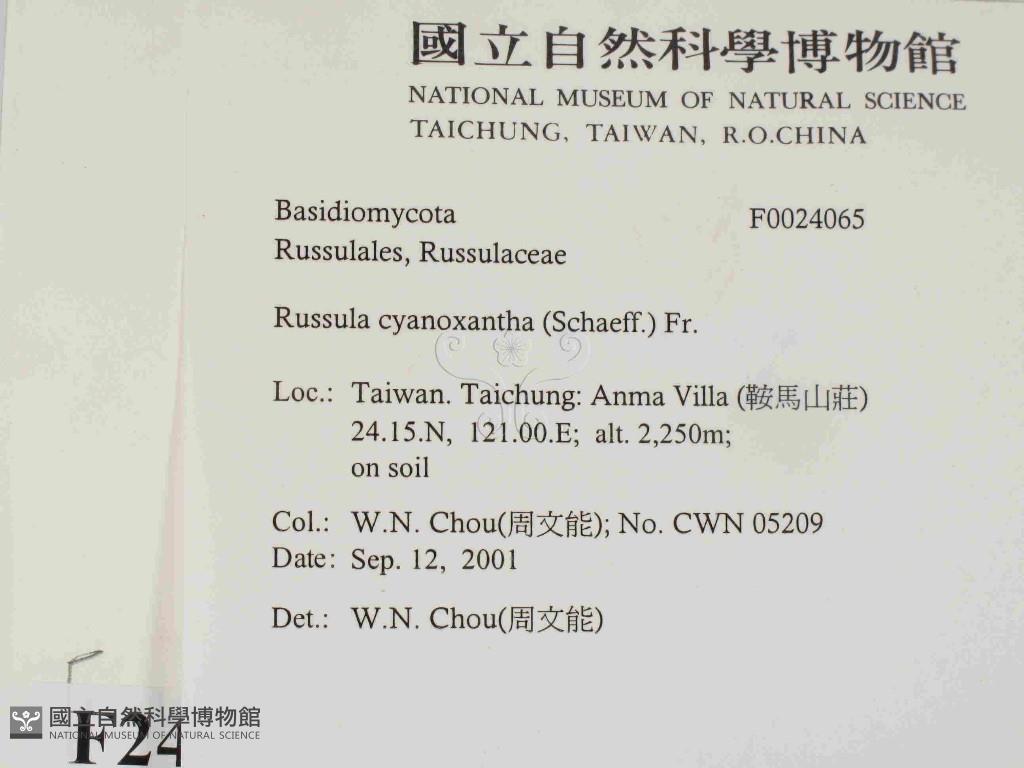 國立自然科學博物館
NATIONAL MUSEUM OF NATURAL SCIENCE
TAICHUNG, TAIWAN, R.O.CHINA
Basidiomycota F0024065
Russulales, Russulaceae
Russula cyanoxantha (Schaeff.) Fr.
Loc.: Taiwan. Taichung: Anma Villa (鞍馬山莊)
24.15.N, 121.00.E; alt. 2,250m;
on soil
Col.: W.N. Chou(周文能); No. CWN 05209
Date: Sep. 12, 2001
Det.: W.N. Chou(周文能)
國立自然科學博物館
NATIONAL MUSEUM OF NATURAL SCIENCE
F24